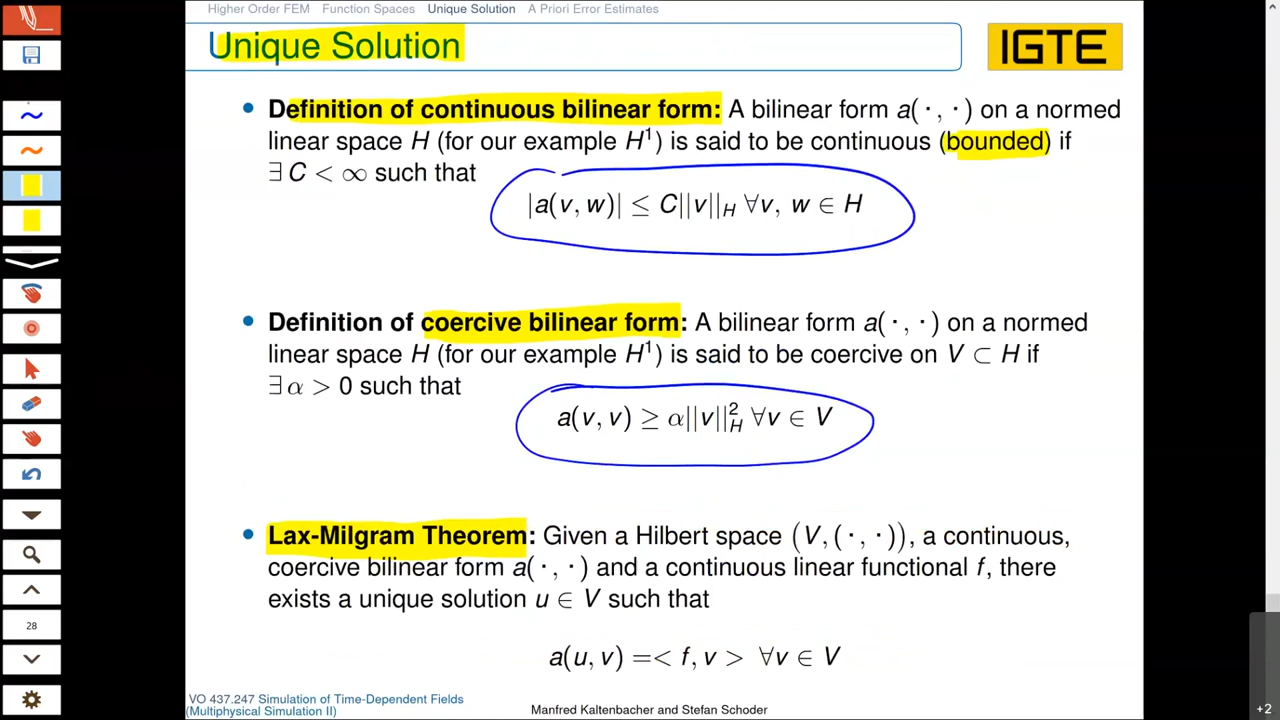 Higher Order FEM Function Spaces Unique Solution A Priori Error Estimates
Unique Solution
IGTE
• Definition of continuous bilinear form: A bilinear form a(·, ·) on a normed
linear space H (for our example H¹) is said to be continuous (bounded) if
∃ C < ∞ such that
|a(v, w)| ≤ C||v||_H ∀v, w ∈ H
• Definition of coercive bilinear form: A bilinear form a(·, ·) on a normed
linear space H (for our example H¹) is said to be coercive on V ⊂ H if
∃ α > 0 such that
a(v, v) ≥ α||v||²_H ∀v ∈ V
• Lax-Milgram Theorem: Given a Hilbert space (V, (·, ·)), a continuous,
coercive bilinear form a(·, ·) and a continuous linear functional f, there
exists a unique solution u ∈ V such that
a(u, v) =< f, v > ∀v ∈ V
28
VO 437.247 Simulation of Time-Dependent Fields
(Multiphysical Simulation II)
Manfred Kaltenbacher and Stefan Schoder
+2